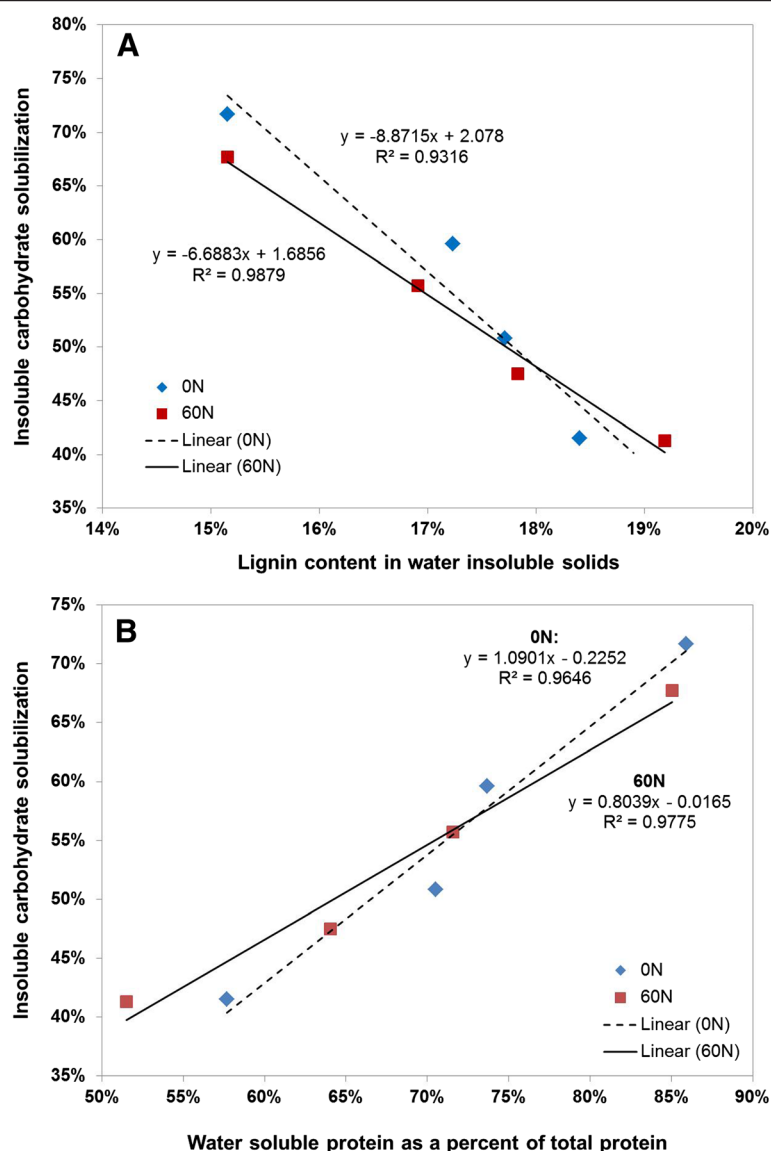 A
80%
75%
70%
65%
60%
55%
50%
45%
40%
35%
Insoluble carbohydrate solubilization
y = -8.8715x + 2.078
R² = 0.9316
y = -6.6883x + 1.6856
R² = 0.9879
0N
60N
Linear (0N)
Linear (60N)
14% 15% 16% 17% 18% 19% 20%
Lignin content in water insoluble solids
B
75%
70%
65%
60%
55%
50%
45%
40%
35%
Insoluble carbohydrate solubilization
0N:
y = 1.0901x - 0.2252
R² = 0.9646
60N
y = 0.8039x - 0.0165
R² = 0.9775
0N
60N
Linear (0N)
Linear (60N)
50% 55% 60% 65% 70% 75% 80% 85% 90%
Water soluble protein as a percent of total protein